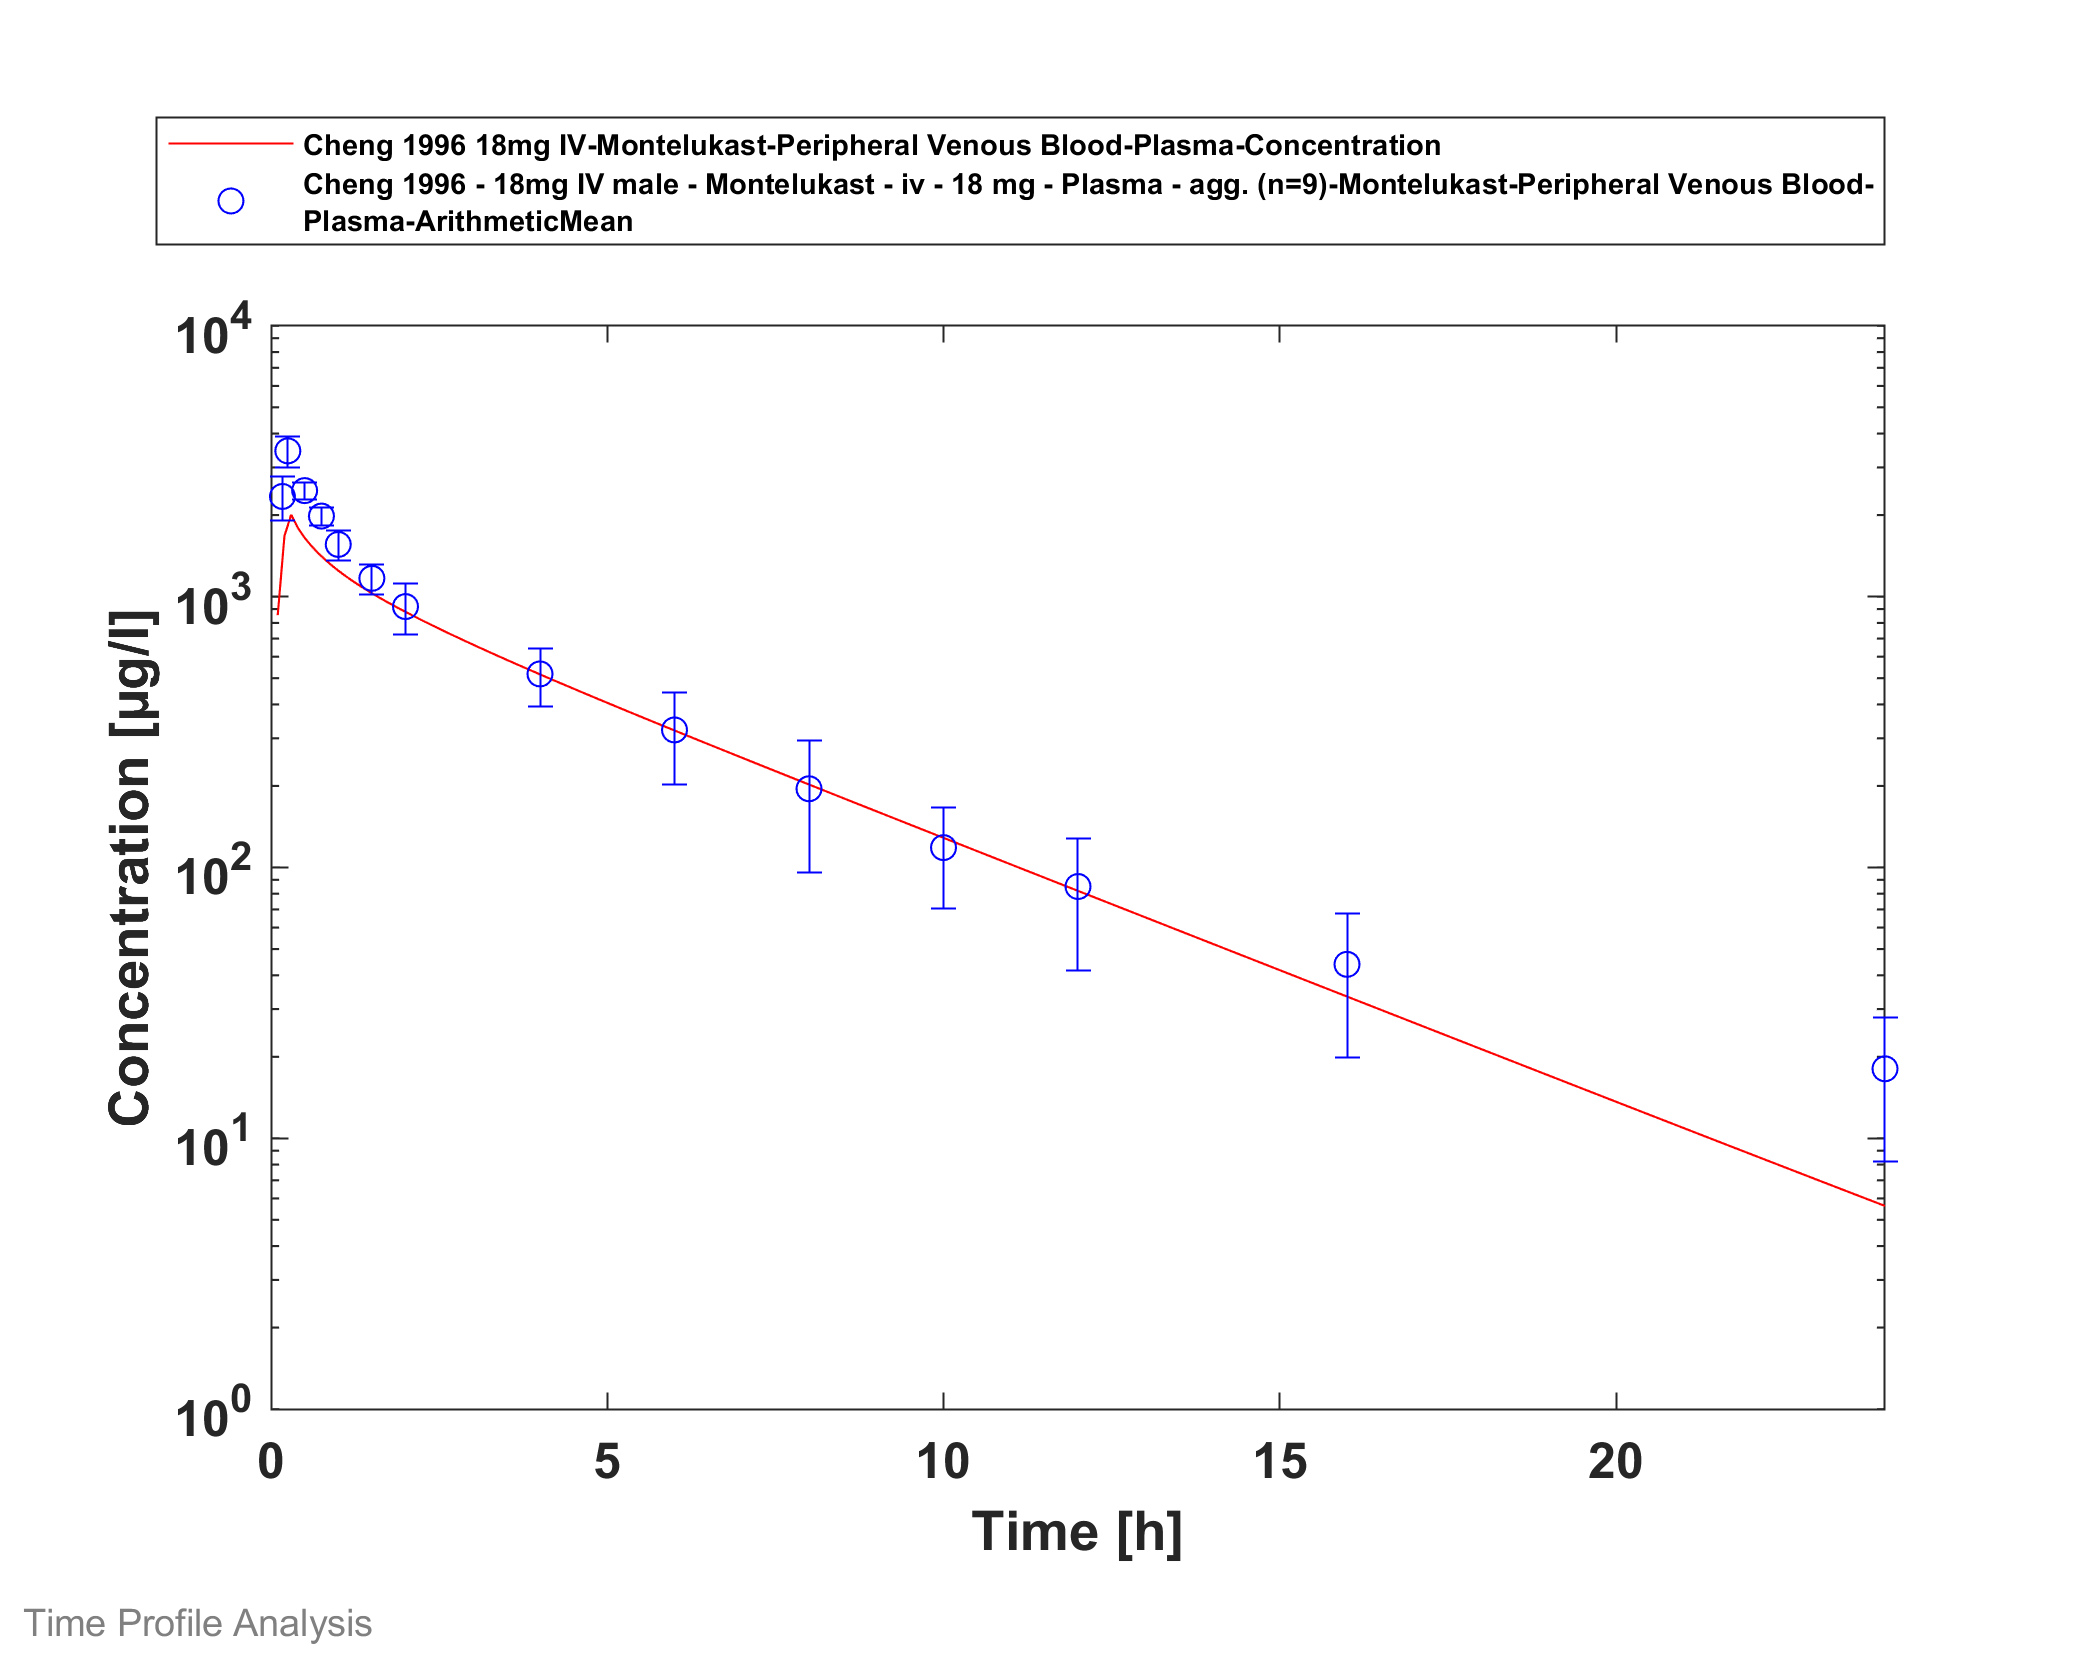 Cheng 1996 18mg IV-Montelukast-Peripheral Venous Blood-Plasma-Concentration
Cheng 1996 - 18mg IV male - Montelukast - iv - 18 mg - Plasma - agg. (n=9)-Montelukast-Peripheral Venous Blood-
Plasma-ArithmeticMean
10^4
10^3
10^2
10^1
10^0
Concentration [µg/l]
0 5 10 15 20
Time [h]
Time Profile Analysis